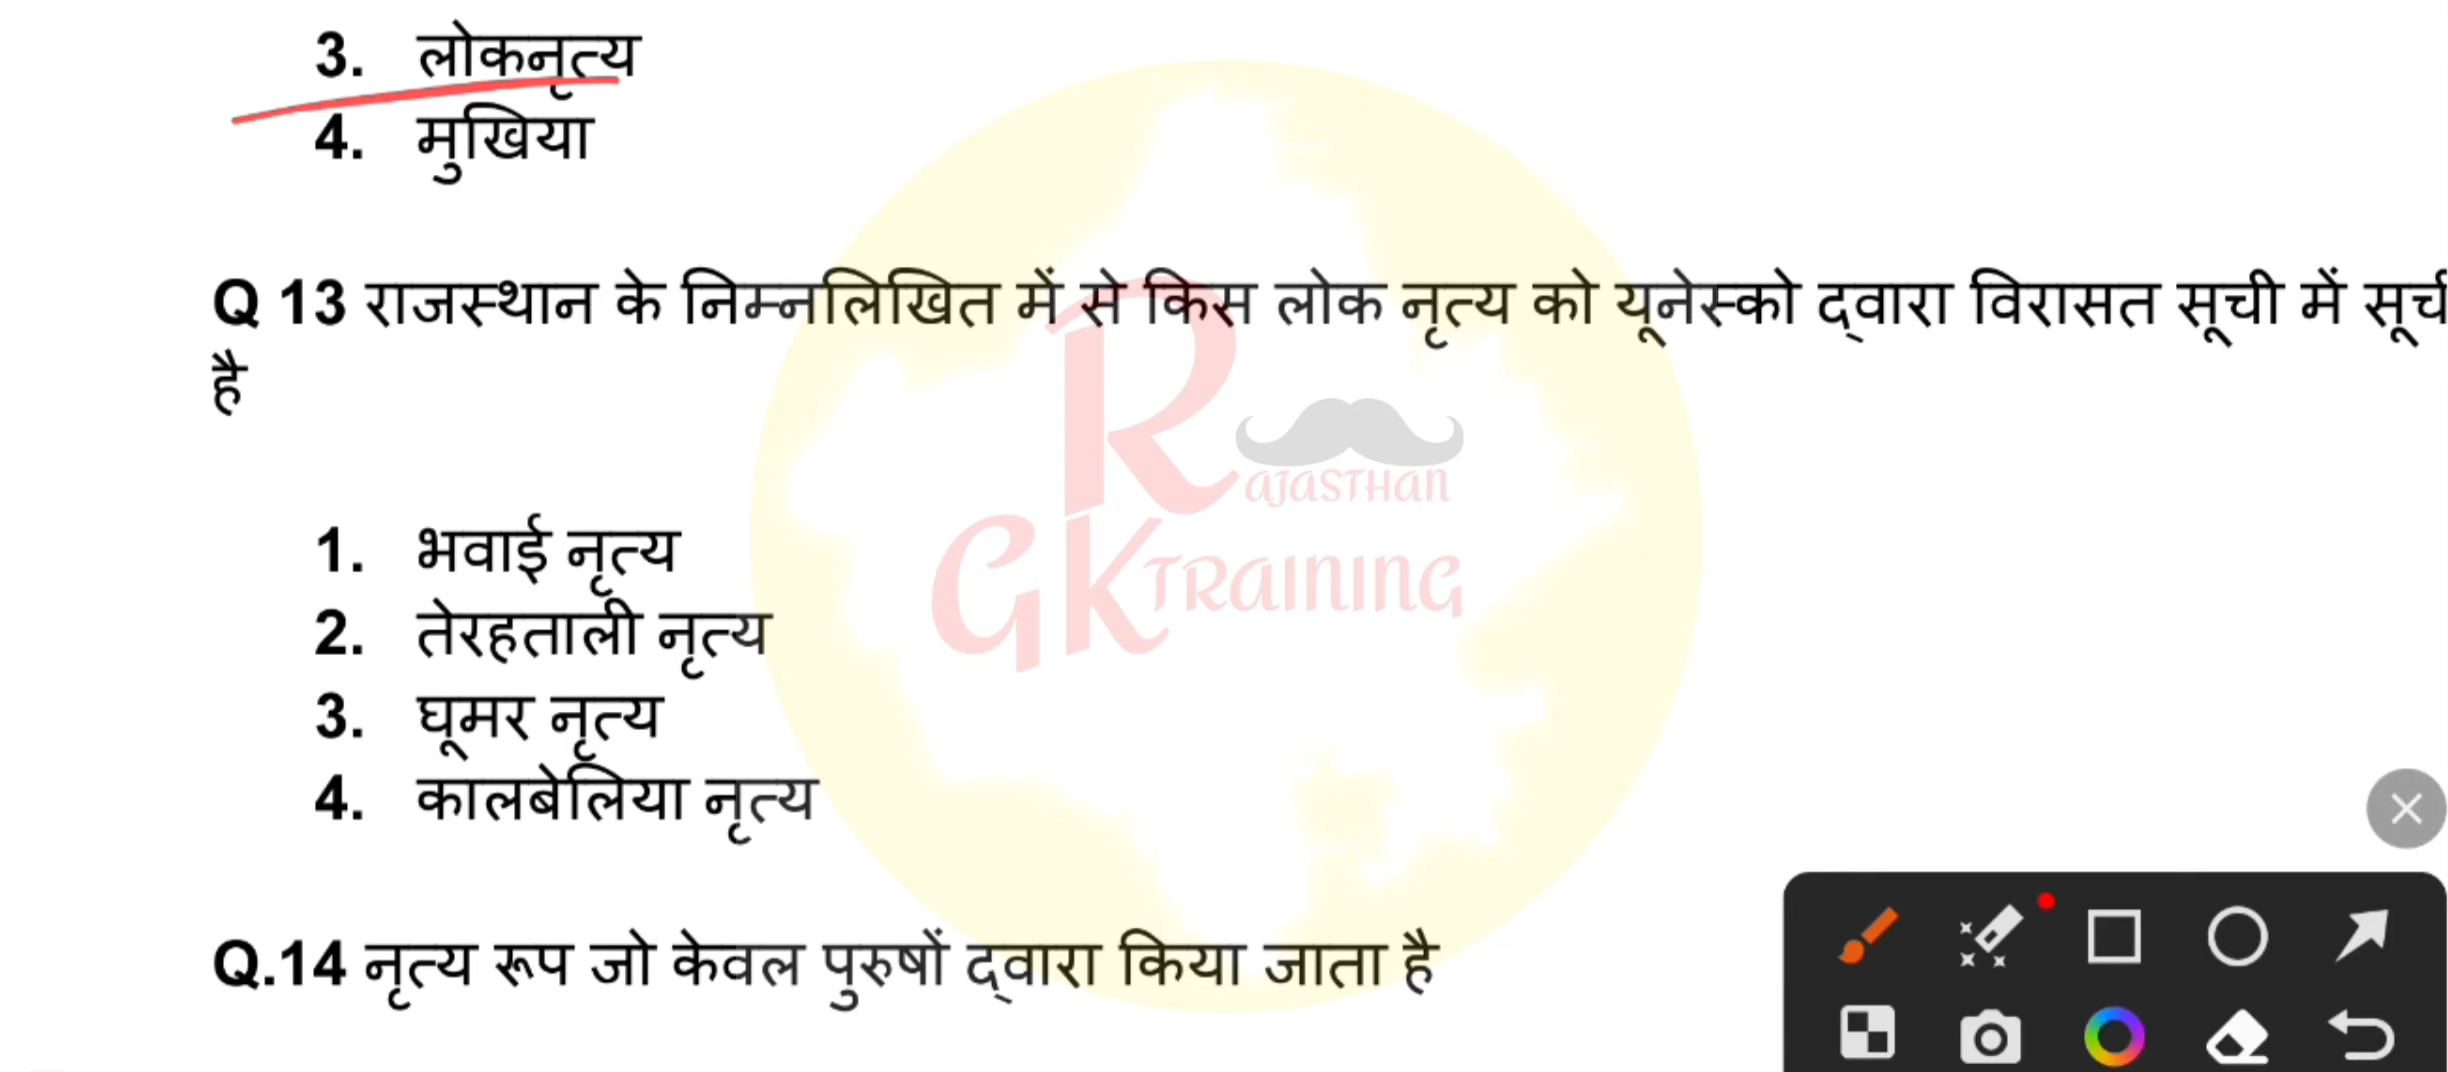 3. लोकनृत्य
4. मुखिया
Q 13 राजस्थान के निम्नलिखित में से किस लोक नृत्य को यूनेस्को द्वारा विरासत सूची में सूची
है
RAJASTHAN
GK TRAINING
1. भवाई नृत्य
2. तेरहताली नृत्य
3. घूमर नृत्य
4. कालबेलिया नृत्य
Q.14 नृत्य रूप जो केवल पुरुषों द्वारा किया जाता है